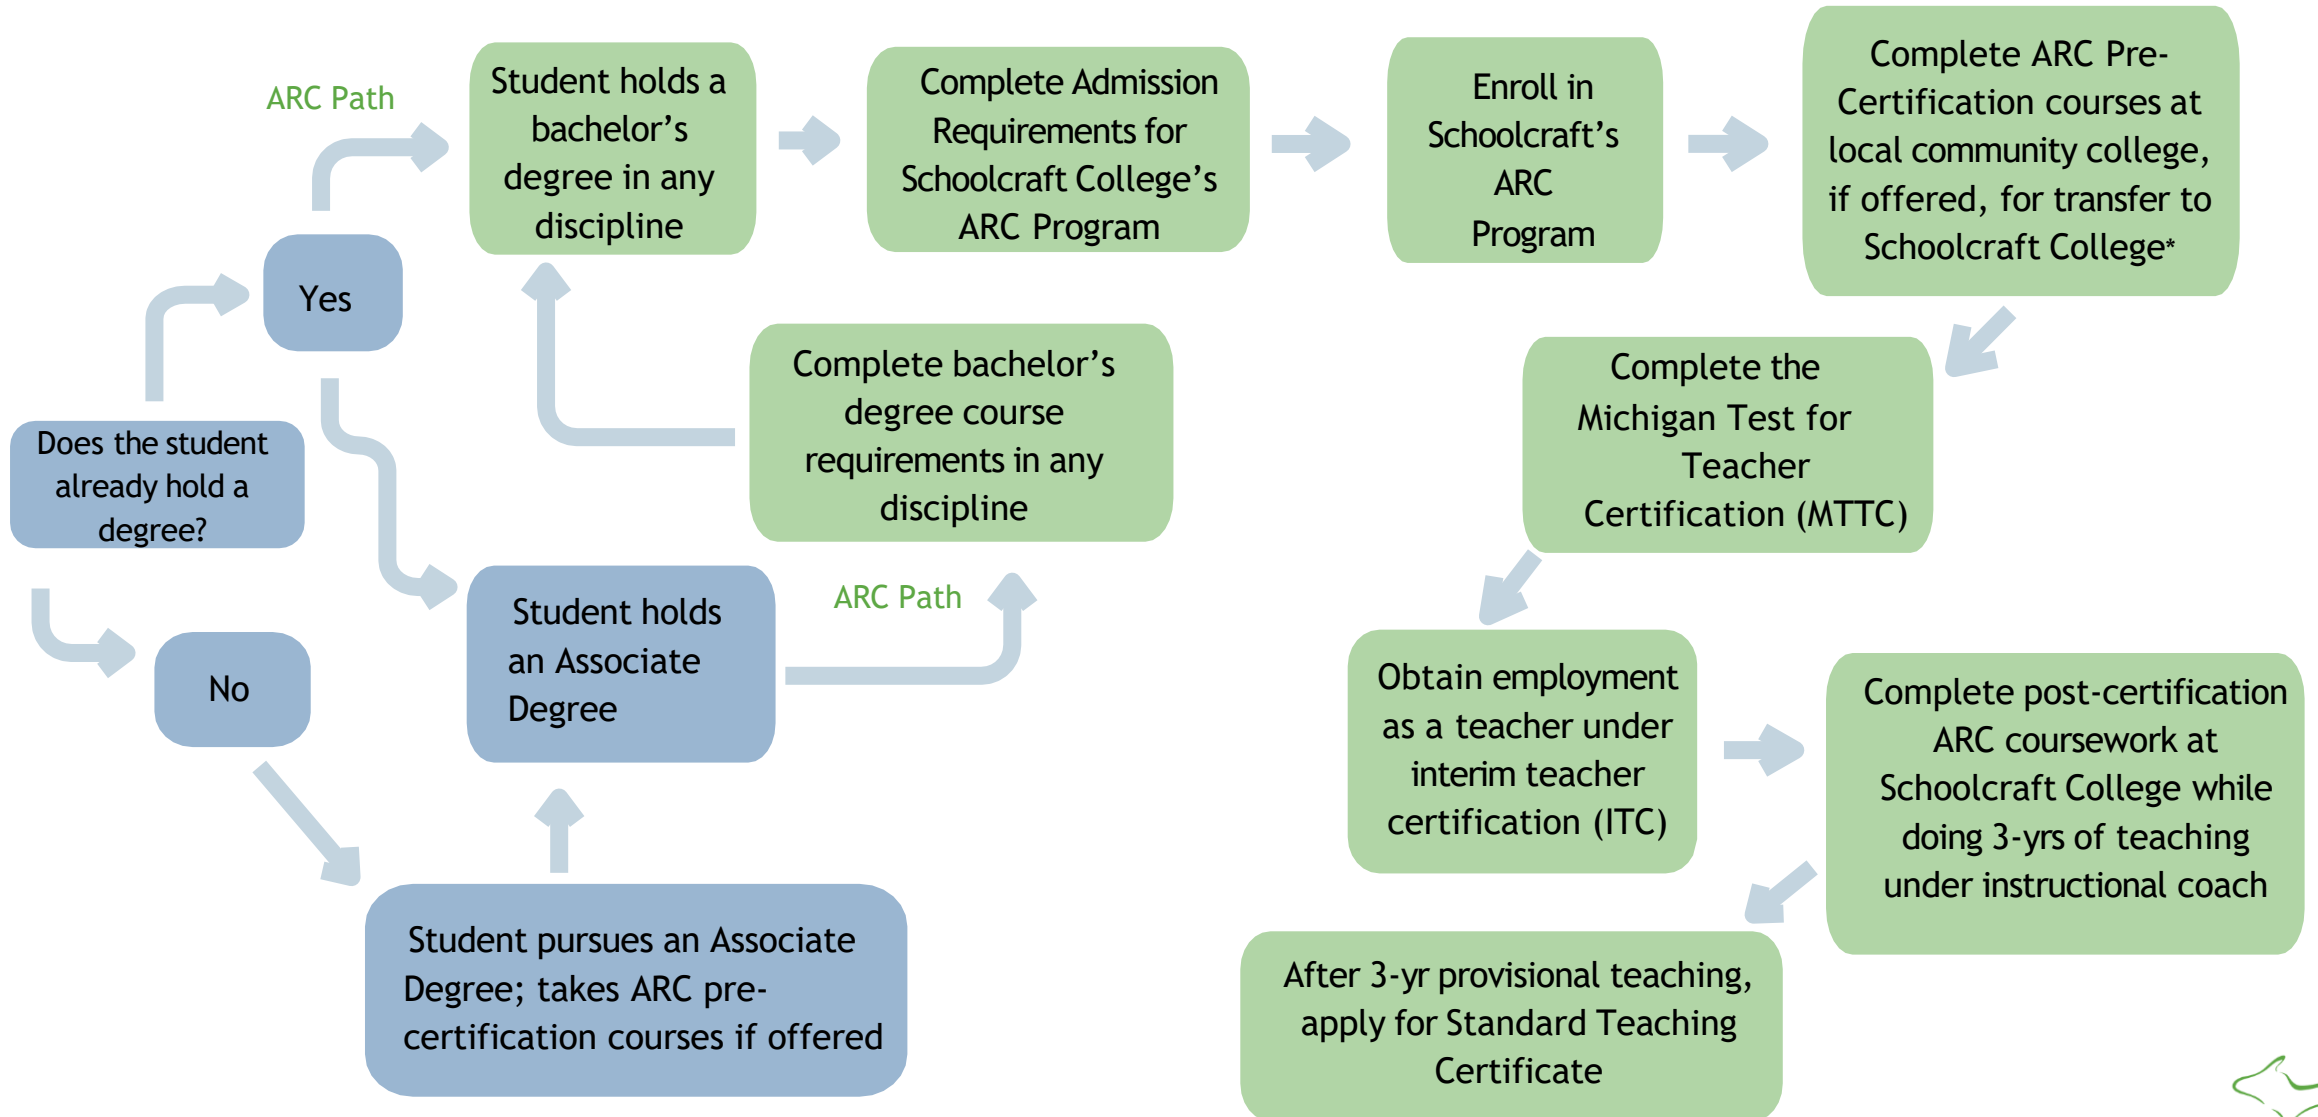 ARC Path
Student holds a
bachelor’s
degree in any
discipline
Complete Admission
Requirements for
Schoolcraft College’s
ARC Program
Enroll in
Schoolcraft’s
ARC
Program
Complete ARC Pre-
Certification courses at
local community college,
if offered, for transfer to
Schoolcraft College*
Yes
Does the student
already hold a
degree?
Complete bachelor’s
degree course
requirements in any
discipline
Complete the
Michigan Test for
Teacher
Certification (MTTC)
No
Student holds
an Associate
Degree
ARC Path
Obtain employment
as a teacher under
interim teacher
certification (ITC)
Complete post-certification
ARC coursework at
Schoolcraft College while
doing 3-yrs of teaching
under instructional coach
Student pursues an Associate
Degree; takes ARC pre-
certification courses if offered
After 3-yr provisional teaching,
apply for Standard Teaching
Certificate